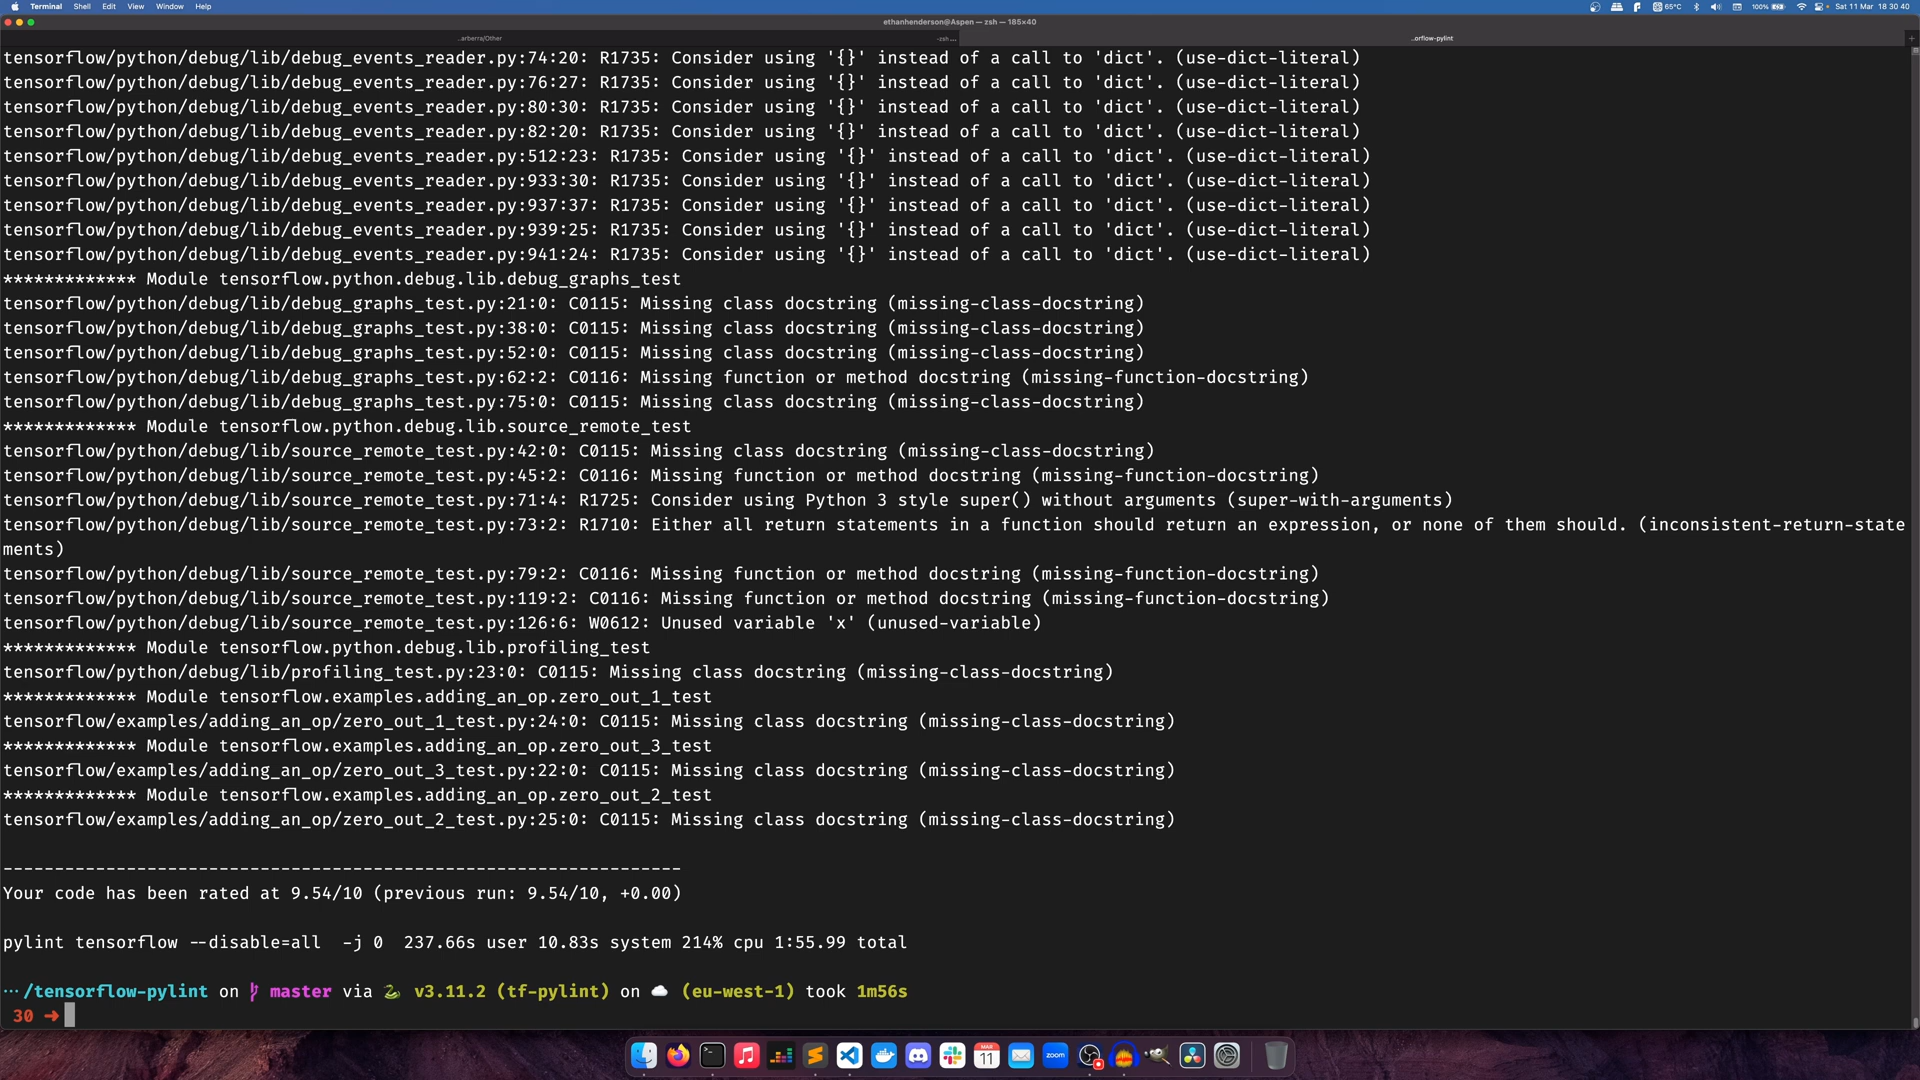 Terminal Shell Edit View Window Help 65°C 100% Sat 11 Mar 18 30 40
ethanhenderson@Aspen — zsh — 185×40
..arberra/Other -zsh ... ..orflow-pylint
tensorflow/python/debug/lib/debug_events_reader.py:74:20: R1735: Consider using '{}' instead of a call to 'dict'. (use-dict-literal)
tensorflow/python/debug/lib/debug_events_reader.py:76:27: R1735: Consider using '{}' instead of a call to 'dict'. (use-dict-literal)
tensorflow/python/debug/lib/debug_events_reader.py:80:30: R1735: Consider using '{}' instead of a call to 'dict'. (use-dict-literal)
tensorflow/python/debug/lib/debug_events_reader.py:82:20: R1735: Consider using '{}' instead of a call to 'dict'. (use-dict-literal)
tensorflow/python/debug/lib/debug_events_reader.py:512:23: R1735: Consider using '{}' instead of a call to 'dict'. (use-dict-literal)
tensorflow/python/debug/lib/debug_events_reader.py:933:30: R1735: Consider using '{}' instead of a call to 'dict'. (use-dict-literal)
tensorflow/python/debug/lib/debug_events_reader.py:937:37: R1735: Consider using '{}' instead of a call to 'dict'. (use-dict-literal)
tensorflow/python/debug/lib/debug_events_reader.py:939:25: R1735: Consider using '{}' instead of a call to 'dict'. (use-dict-literal)
tensorflow/python/debug/lib/debug_events_reader.py:941:24: R1735: Consider using '{}' instead of a call to 'dict'. (use-dict-literal)
************* Module tensorflow.python.debug.lib.debug_graphs_test
tensorflow/python/debug/lib/debug_graphs_test.py:21:0: C0115: Missing class docstring (missing-class-docstring)
tensorflow/python/debug/lib/debug_graphs_test.py:38:0: C0115: Missing class docstring (missing-class-docstring)
tensorflow/python/debug/lib/debug_graphs_test.py:52:0: C0115: Missing class docstring (missing-class-docstring)
tensorflow/python/debug/lib/debug_graphs_test.py:62:2: C0116: Missing function or method docstring (missing-function-docstring)
tensorflow/python/debug/lib/debug_graphs_test.py:75:0: C0115: Missing class docstring (missing-class-docstring)
************* Module tensorflow.python.debug.lib.source_remote_test
tensorflow/python/debug/lib/source_remote_test.py:42:0: C0115: Missing class docstring (missing-class-docstring)
tensorflow/python/debug/lib/source_remote_test.py:45:2: C0116: Missing function or method docstring (missing-function-docstring)
tensorflow/python/debug/lib/source_remote_test.py:71:4: R1725: Consider using Python 3 style super() without arguments (super-with-arguments)
tensorflow/python/debug/lib/source_remote_test.py:73:2: R1710: Either all return statements in a function should return an expression, or none of them should. (inconsistent-return-state
ments)
tensorflow/python/debug/lib/source_remote_test.py:79:2: C0116: Missing function or method docstring (missing-function-docstring)
tensorflow/python/debug/lib/source_remote_test.py:119:2: C0116: Missing function or method docstring (missing-function-docstring)
tensorflow/python/debug/lib/source_remote_test.py:126:6: W0612: Unused variable 'x' (unused-variable)
************* Module tensorflow.python.debug.lib.profiling_test
tensorflow/python/debug/lib/profiling_test.py:23:0: C0115: Missing class docstring (missing-class-docstring)
************* Module tensorflow.examples.adding_an_op.zero_out_1_test
tensorflow/examples/adding_an_op/zero_out_1_test.py:24:0: C0115: Missing class docstring (missing-class-docstring)
************* Module tensorflow.examples.adding_an_op.zero_out_3_test
tensorflow/examples/adding_an_op/zero_out_3_test.py:22:0: C0115: Missing class docstring (missing-class-docstring)
************* Module tensorflow.examples.adding_an_op.zero_out_2_test
tensorflow/examples/adding_an_op/zero_out_2_test.py:25:0: C0115: Missing class docstring (missing-class-docstring)
------------------------------------------------------------------
Your code has been rated at 9.54/10 (previous run: 9.54/10, +0.00)
pylint tensorflow --disable=all -j 0 237.66s user 10.83s system 214% cpu 1:55.99 total
··· /tensorflow-pylint on master via v3.11.2 (tf-pylint) on (eu-west-1) took 1m56s
30 ➜
MAR 11 zoom